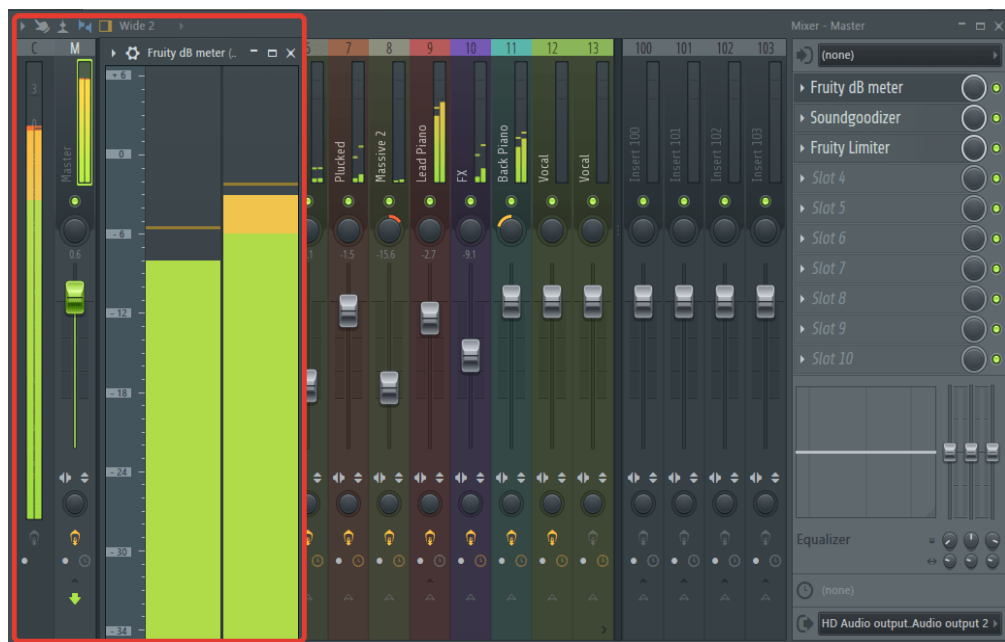 Wide 2
Mixer - Master
C
M
Fruity dB meter (..
7
8
9
10
11
12
13
100
101
102
103
(none)
+ 6
0
- 6
- 12
- 18
- 24
- 30
- 34
3
Master
0.6
Plucked
-1.5
Massive 2
-15.6
Lead Piano
-2.7
FX
-9.1
Back Piano
Vocal
Vocal
Insert 100
Insert 101
Insert 102
Insert 103
Fruity dB meter
Soundgoodizer
Fruity Limiter
Slot 4
Slot 5
Slot 6
Slot 7
Slot 8
Slot 9
Slot 10
Equalizer
(none)
HD Audio output.Audio output 2